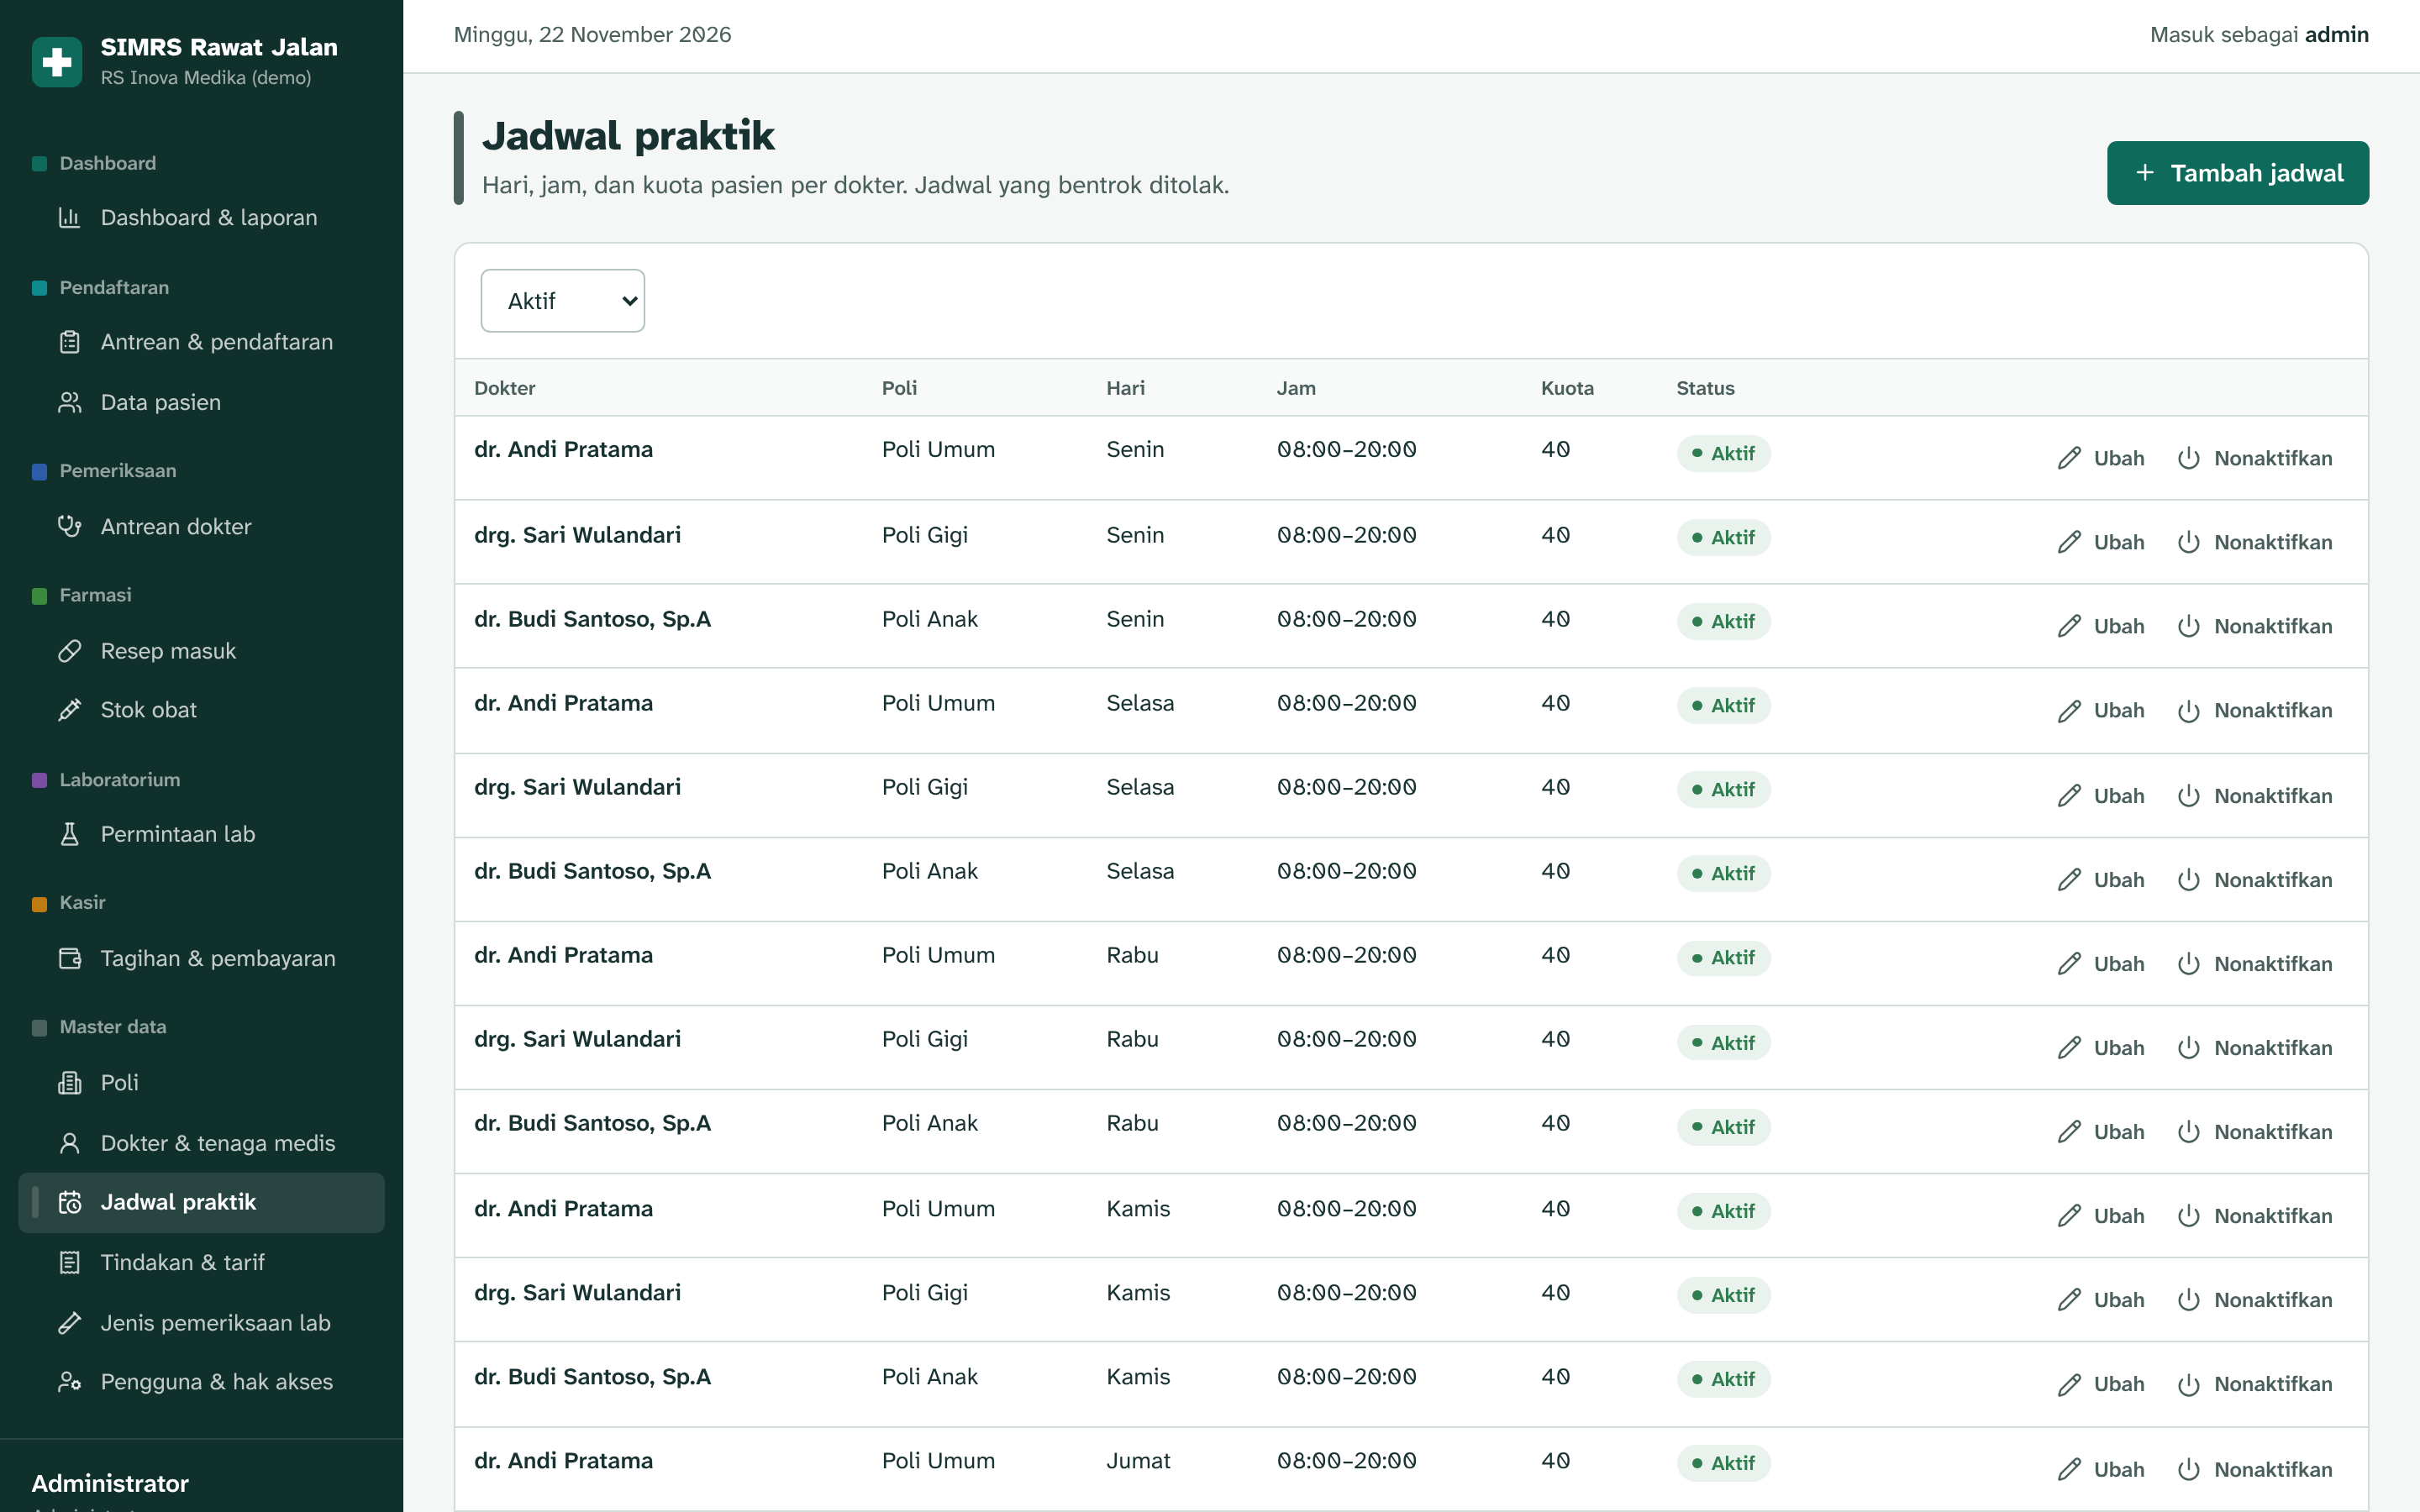 SIMRS Rawat Jalan
RS Inova Medika (demo)
Dashboard
Dashboard & laporan
Pendaftaran
Antrean & pendaftaran
Data pasien
Pemeriksaan
Antrean dokter
Farmasi
Resep masuk
Stok obat
Laboratorium
Permintaan lab
Kasir
Tagihan & pembayaran
Master data
Poli
Dokter & tenaga medis
Jadwal praktik
Tindakan & tarif
Jenis pemeriksaan lab
Pengguna & hak akses
Administrator
Minggu, 22 November 2026
Masuk sebagai admin
Jadwal praktik
Hari, jam, dan kuota pasien per dokter. Jadwal yang bentrok ditolak.
+ Tambah jadwal
Aktif
Dokter Poli Hari Jam Kuota Status
dr. Andi Pratama Poli Umum Senin 08:00–20:00 40 Aktif Ubah Nonaktifkan
drg. Sari Wulandari Poli Gigi Senin 08:00–20:00 40 Aktif Ubah Nonaktifkan
dr. Budi Santoso, Sp.A Poli Anak Senin 08:00–20:00 40 Aktif Ubah Nonaktifkan
dr. Andi Pratama Poli Umum Selasa 08:00–20:00 40 Aktif Ubah Nonaktifkan
drg. Sari Wulandari Poli Gigi Selasa 08:00–20:00 40 Aktif Ubah Nonaktifkan
dr. Budi Santoso, Sp.A Poli Anak Selasa 08:00–20:00 40 Aktif Ubah Nonaktifkan
dr. Andi Pratama Poli Umum Rabu 08:00–20:00 40 Aktif Ubah Nonaktifkan
drg. Sari Wulandari Poli Gigi Rabu 08:00–20:00 40 Aktif Ubah Nonaktifkan
dr. Budi Santoso, Sp.A Poli Anak Rabu 08:00–20:00 40 Aktif Ubah Nonaktifkan
dr. Andi Pratama Poli Umum Kamis 08:00–20:00 40 Aktif Ubah Nonaktifkan
drg. Sari Wulandari Poli Gigi Kamis 08:00–20:00 40 Aktif Ubah Nonaktifkan
dr. Budi Santoso, Sp.A Poli Anak Kamis 08:00–20:00 40 Aktif Ubah Nonaktifkan
dr. Andi Pratama Poli Umum Jumat 08:00–20:00 40 Aktif Ubah Nonaktifkan